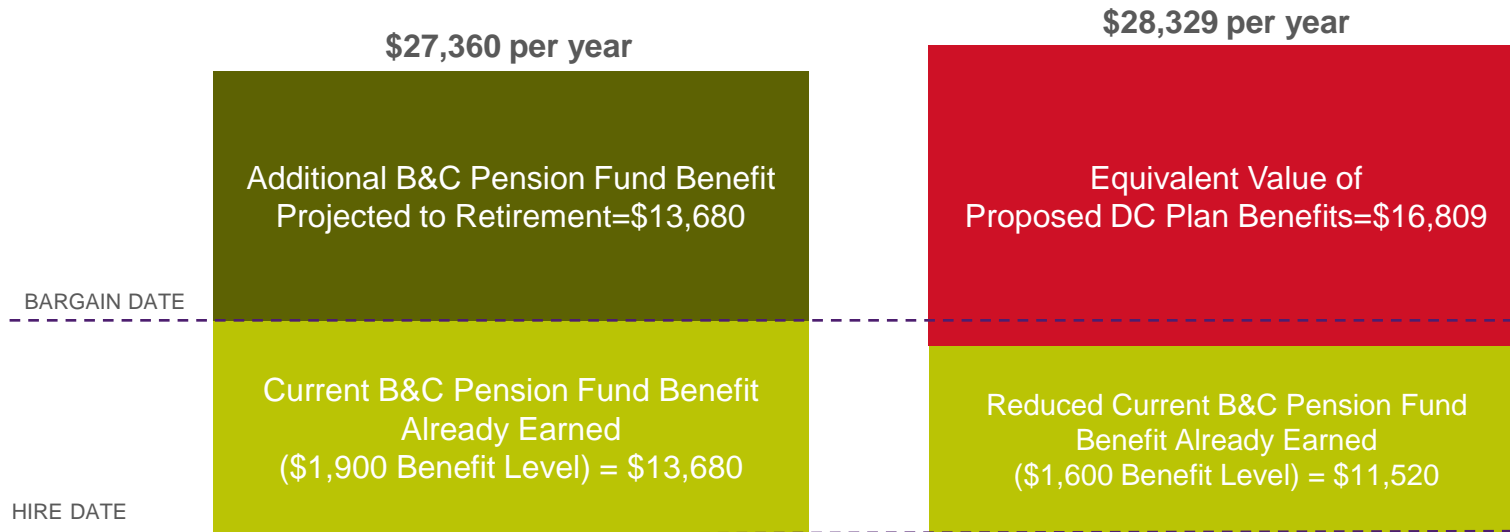 $27,360 per year
$28,329 per year
Additional B&C Pension Fund Benefit
Projected to Retirement=$13,680
Equivalent Value of
Proposed DC Plan Benefits=$16,809
BARGAIN DATE
Current B&C Pension Fund Benefit
Already Earned
($1,900 Benefit Level) = $13,680
Reduced Current B&C Pension Fund
Benefit Already Earned
($1,600 Benefit Level) = $11,520
HIRE DATE